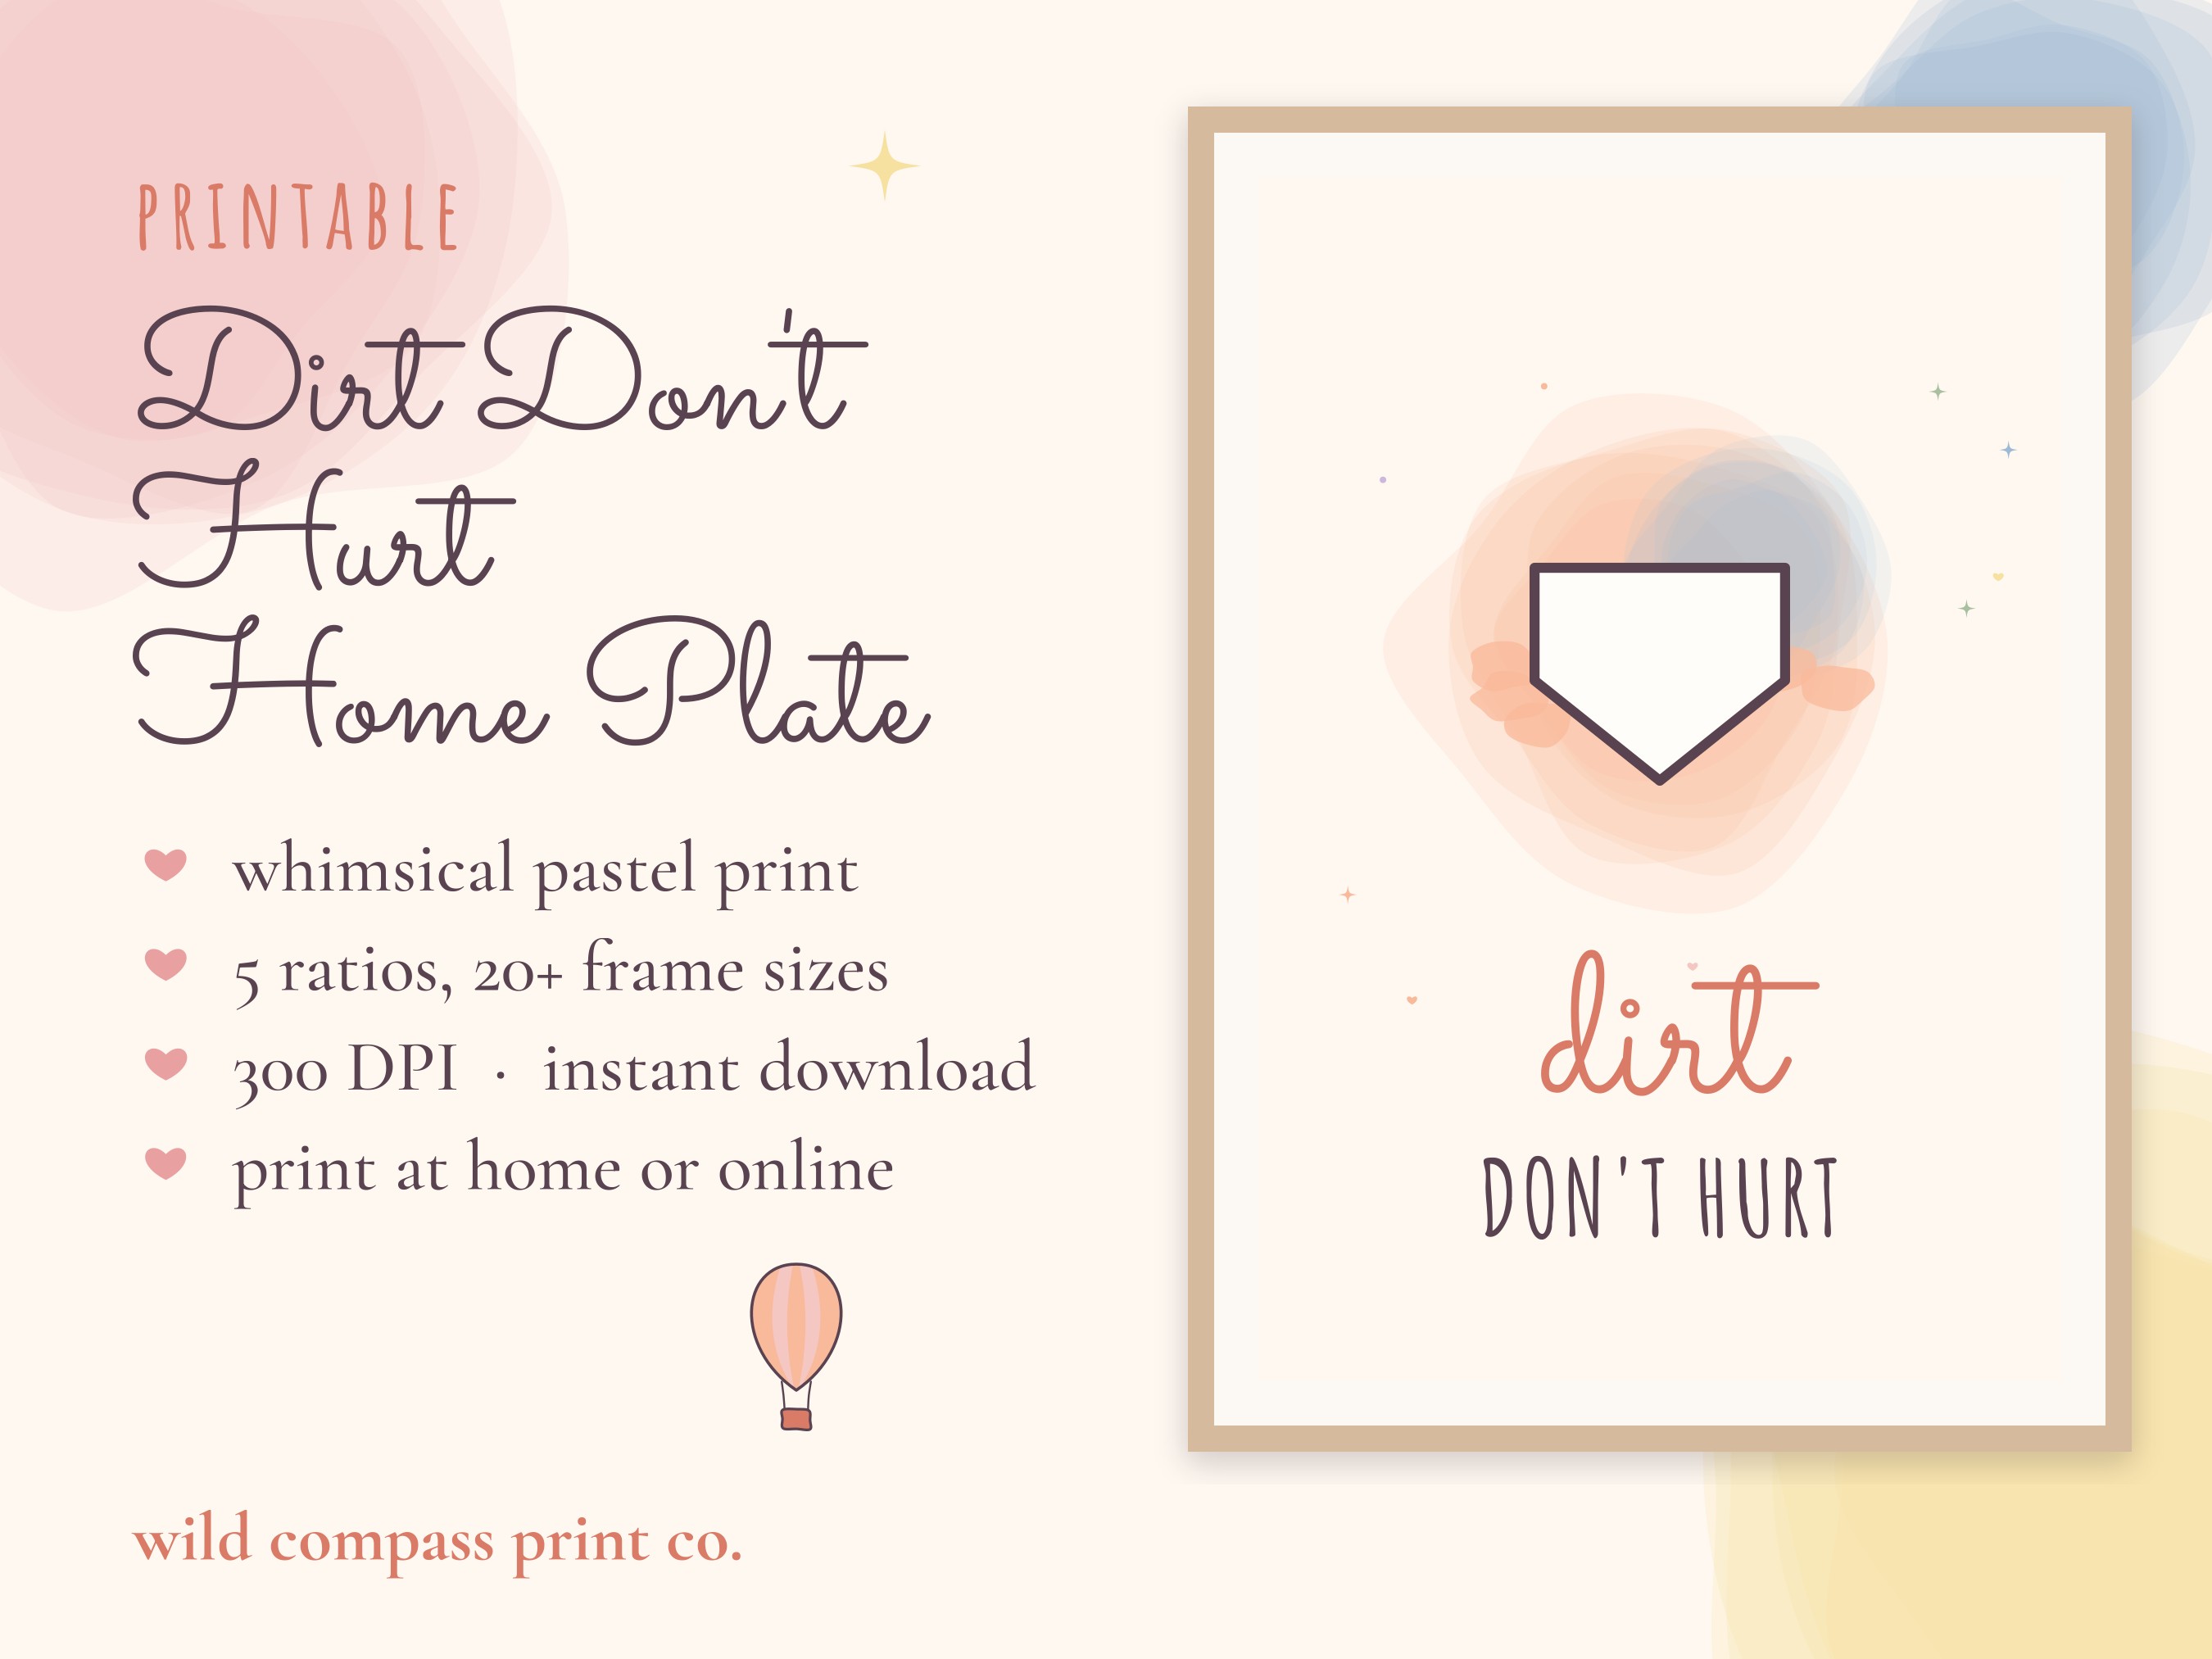 PRINTABLE
Dirt Don't
Hurt
Home Plate
whimsical pastel print
5 ratios, 20+ frame sizes
300 DPI · instant download
print at home or online
wild compass print co.
dirt
DON'T HURT